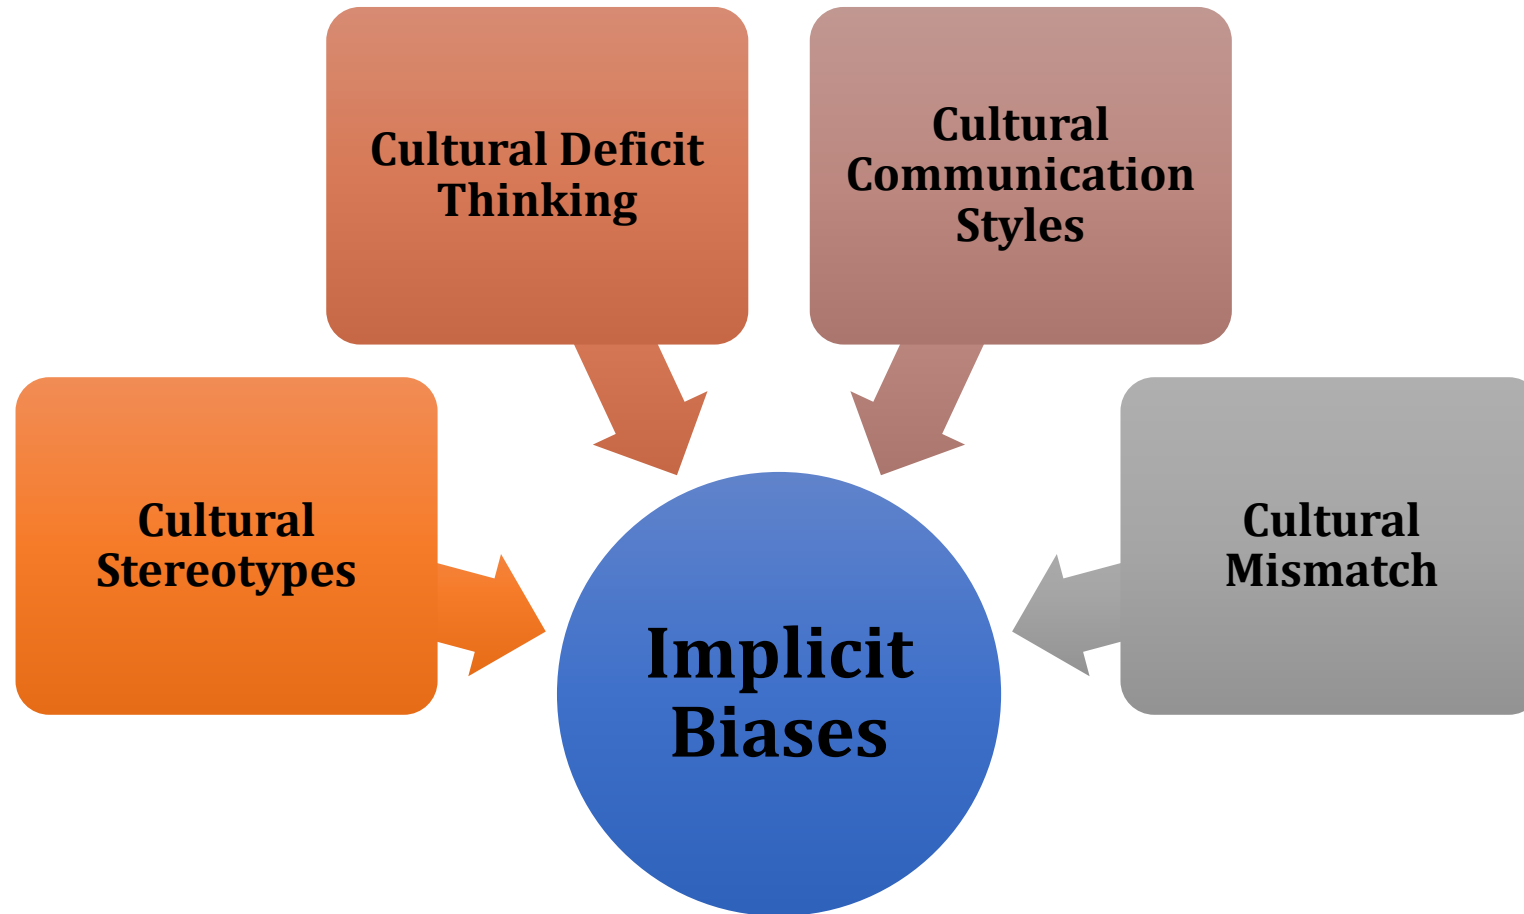 Cultural Deficit
Thinking
Cultural
Communication
Styles
Cultural
Stereotypes
Cultural
Mismatch
Implicit
Biases